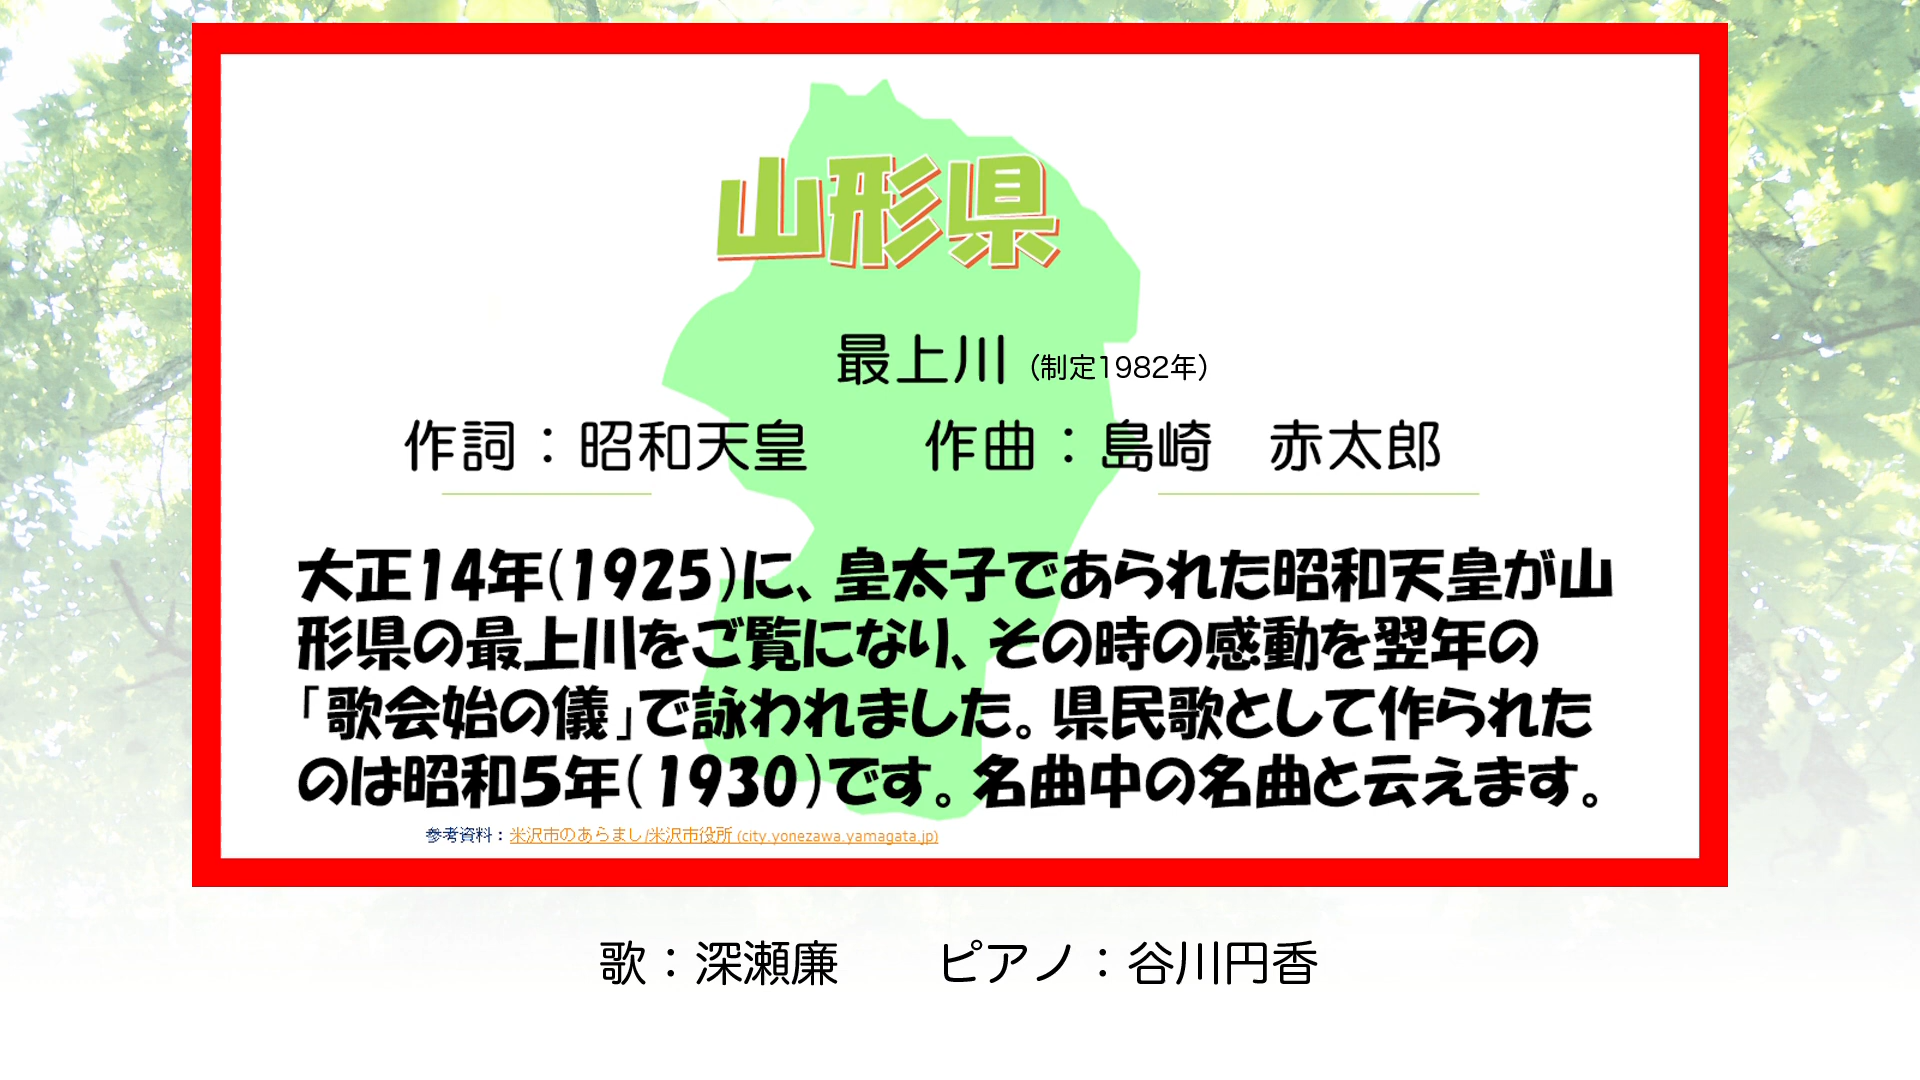 山形県
最上川（制定1982年）
作詞：昭和天皇　　作曲：島崎　赤太郎
大正14年(1925)に、皇太子であられた昭和天皇が山
形県の最上川をご覧になり、その時の感動を翌年の
「歌会始の儀」で詠われました。県民歌として作られた
のは昭和5年(1930)です。名曲中の名曲と云えます。
参考資料：米沢市のあらまし/米沢市役所 (city.yonezawa.yamagata.jp)
歌：深瀬廉　　ピアノ：谷川円香